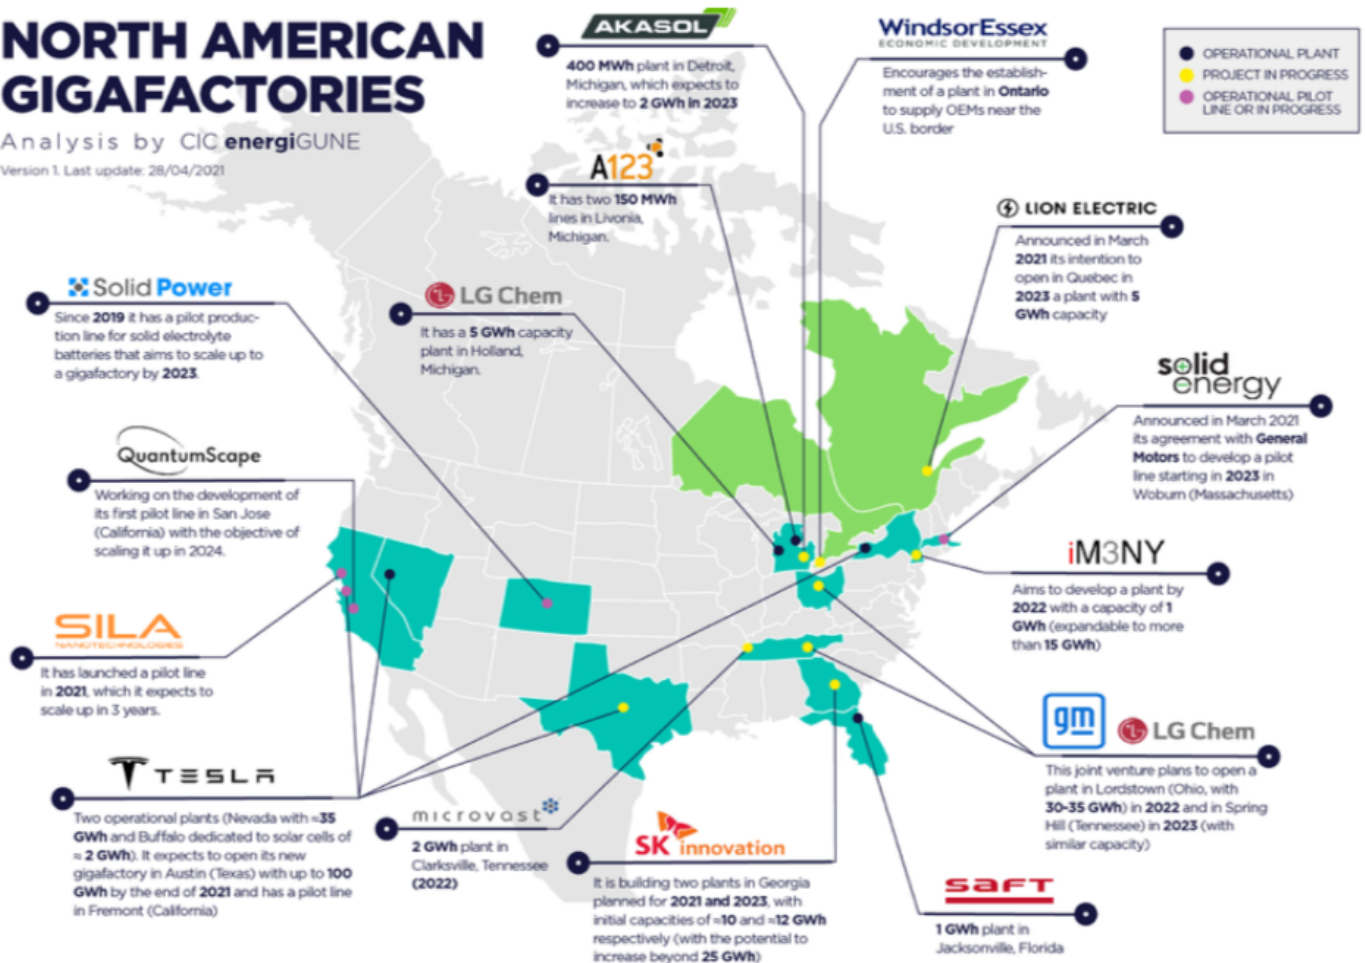 NORTH AMERICAN
GIGAFACTORIES
Analysis by CIC energiGUNE
Version 1. Last update: 28/04/2021
AKASOL
400 MWh plant in Detroit,
Michigan, which expects to
increase to 2 GWh in 2023
WindsorEssex
ECONOMIC DEVELOPMENT
Encourages the establish-
ment of a plant in Ontario
to supply OEMs near the
U.S. border
OPERATIONAL PLANT
PROJECT IN PROGRESS
OPERATIONAL PILOT
LINE OR IN PROGRESS
A123
It has two 150 MWh
lines in Livonia,
Michigan.
LION ELECTRIC
Announced in March
2021 its intention to
open in Quebec in
2023 a plant with 5
GWh capacity
Solid Power
Since 2019 it has a pilot produc-
tion line for solid electrolyte
batteries that aims to scale up to
a gigafactory by 2023.
LG Chem
It has a 5 GWh capacity
plant in Holland,
Michigan.
solid
energy
Announced in March 2021
its agreement with General
Motors to develop a pilot
line starting in 2023 in
Woburn (Massachusetts)
QuantumScape
Working on the development of
its first pilot line in San Jose
(California) with the objective of
scaling it up in 2024.
iM3NY
Aims to develop a plant by
2022 with a capacity of 1
GWh (expandable to more
than 15 GWh)
SILA
NANOTECHNOLOGIES
It has launched a pilot line
in 2021, which it expects to
scale up in 3 years.
gm
LG Chem
This joint venture plans to open a
plant in Lordstown (Ohio, with
30-35 GWh) in 2022 and in Spring
Hill (Tennessee) in 2023 (with
similar capacity)
TESLA
Two operational plants (Nevada with ≈35
GWh and Buffalo dedicated to solar cells of
≈ 2 GWh). It expects to open its new
gigafactory in Austin (Texas) with up to 100
GWh by the end of 2021 and has a pilot line
in Fremont (California)
microvast
2 GWh plant in
Clarksville, Tennessee
(2022)
SK innovation
It is building two plants in Georgia
planned for 2021 and 2023, with
initial capacities of ≈10 and ≈12 GWh
respectively (with the potential to
increase beyond 25 GWh)
saft
1 GWh plant in
Jacksonville, Florida